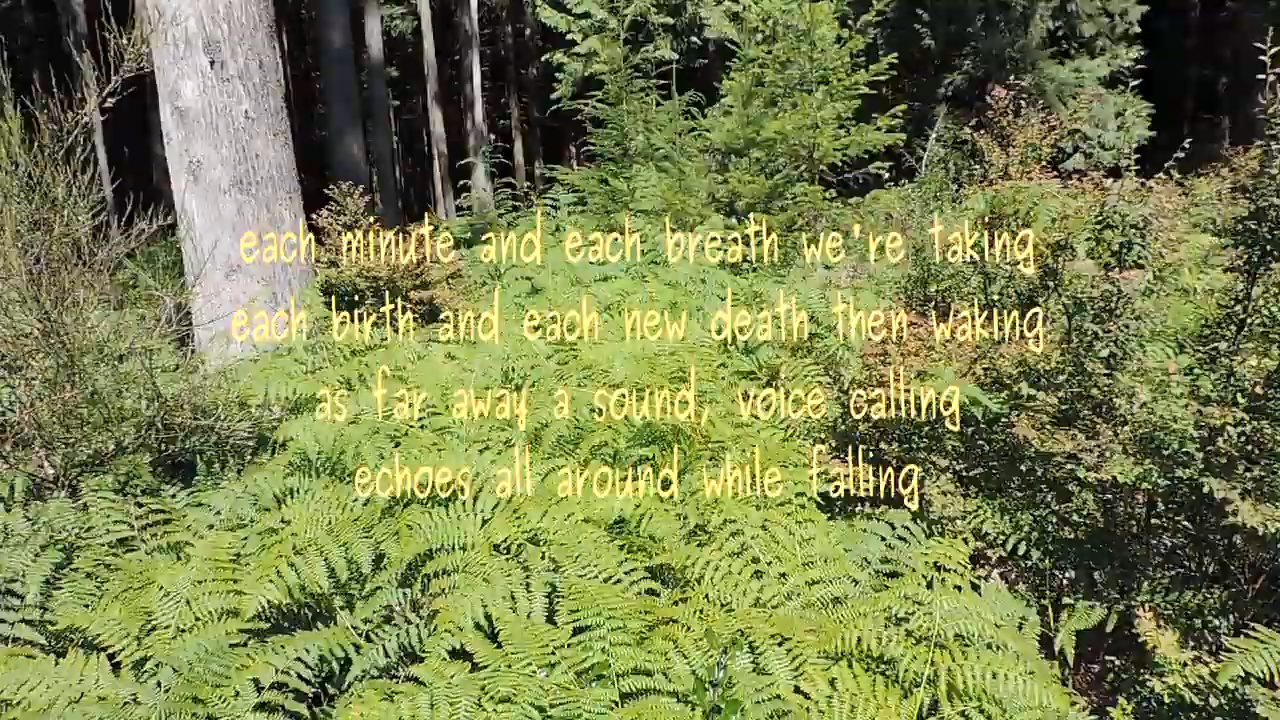 each minute and each breath we're taking
each birth and each new death then waking
as far away a sound, voice calling
echoes all around while falling